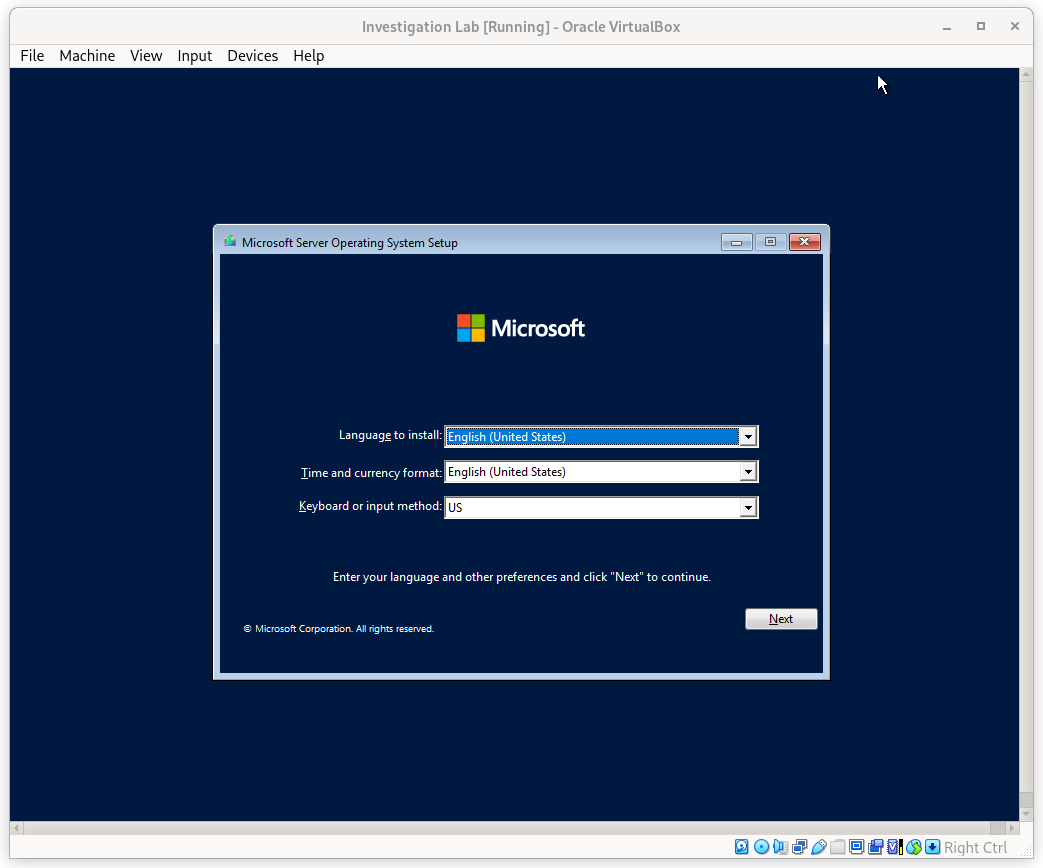 Investigation Lab [Running] - Oracle VirtualBox
File Machine View Input Devices Help
Microsoft Server Operating System Setup
Microsoft
Language to install: English (United States)
Time and currency format: English (United States)
Keyboard or input method: US
Enter your language and other preferences and click "Next" to continue.
Next
© Microsoft Corporation. All rights reserved.
Right Ctrl